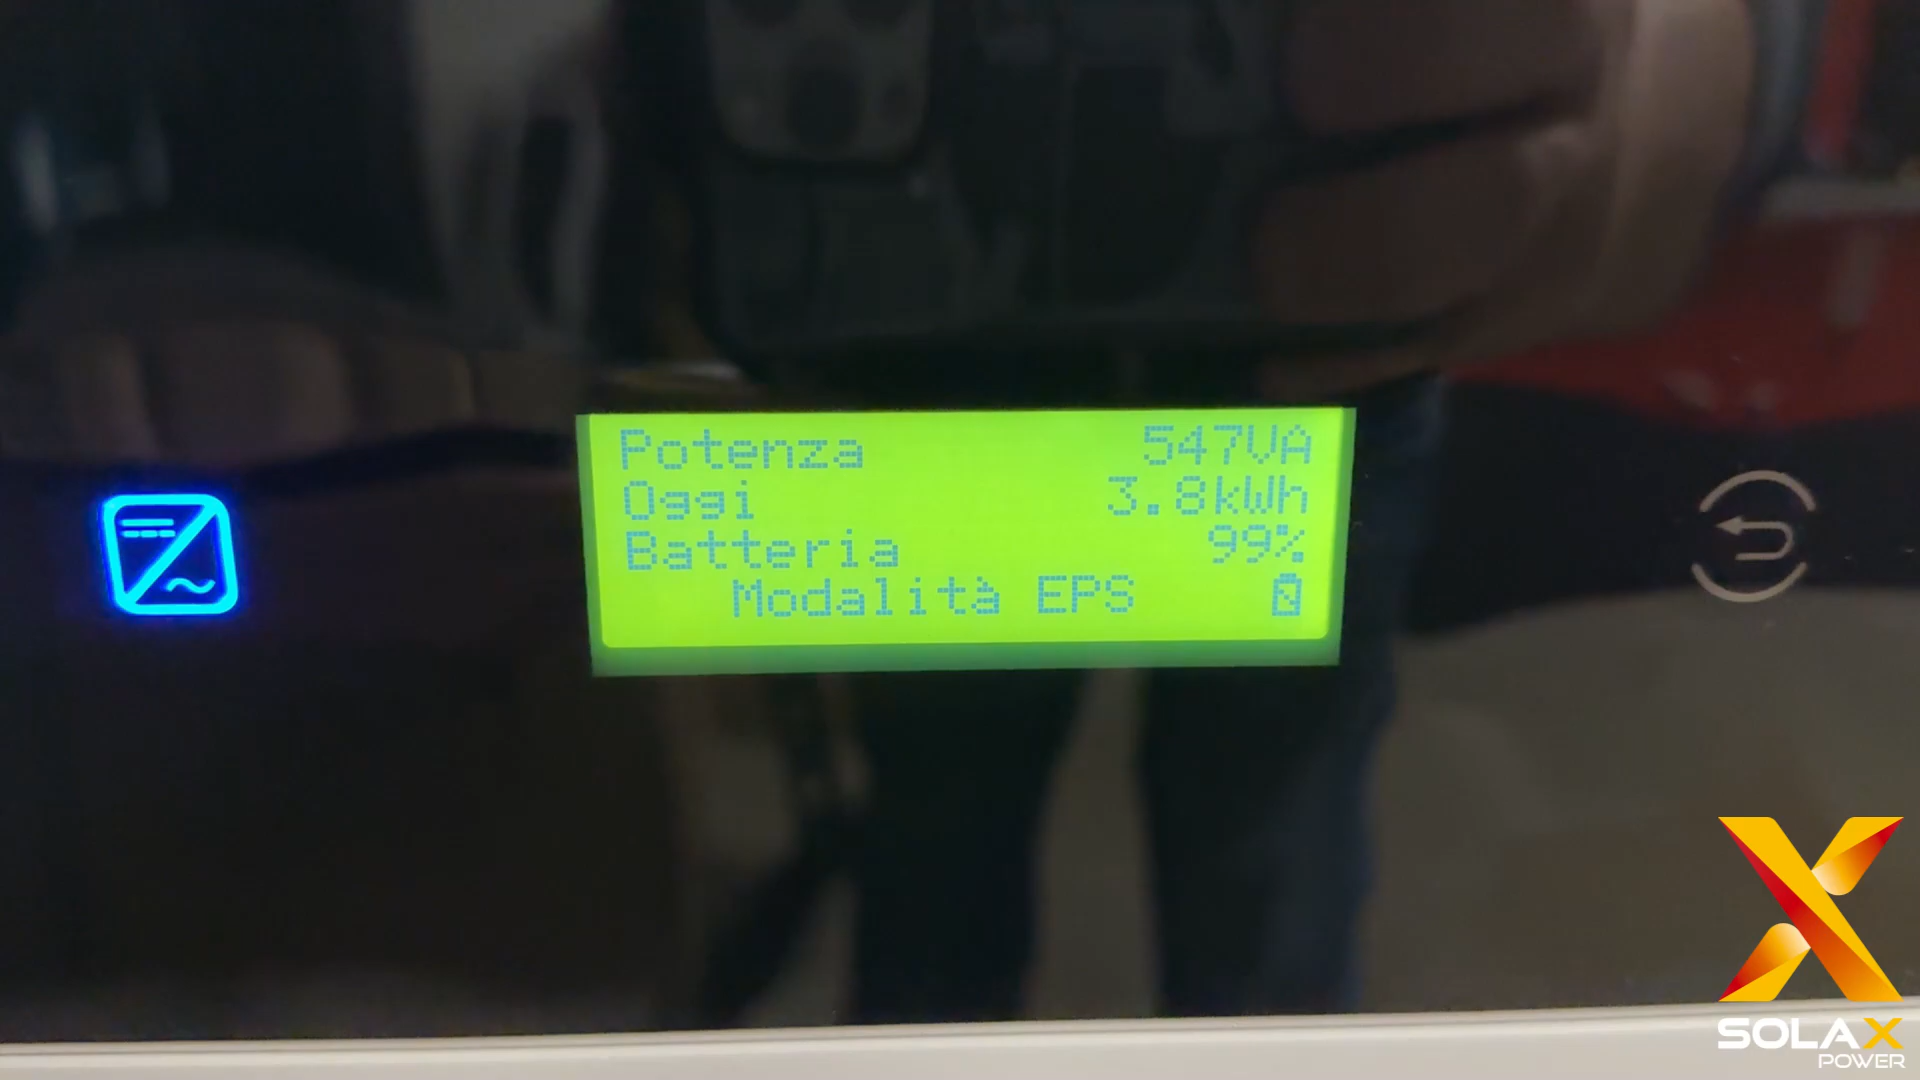 Potenza 547VA
Oggi 3.8kWh
Batteria 99%
Modalità EPS
SOLAX
POWER